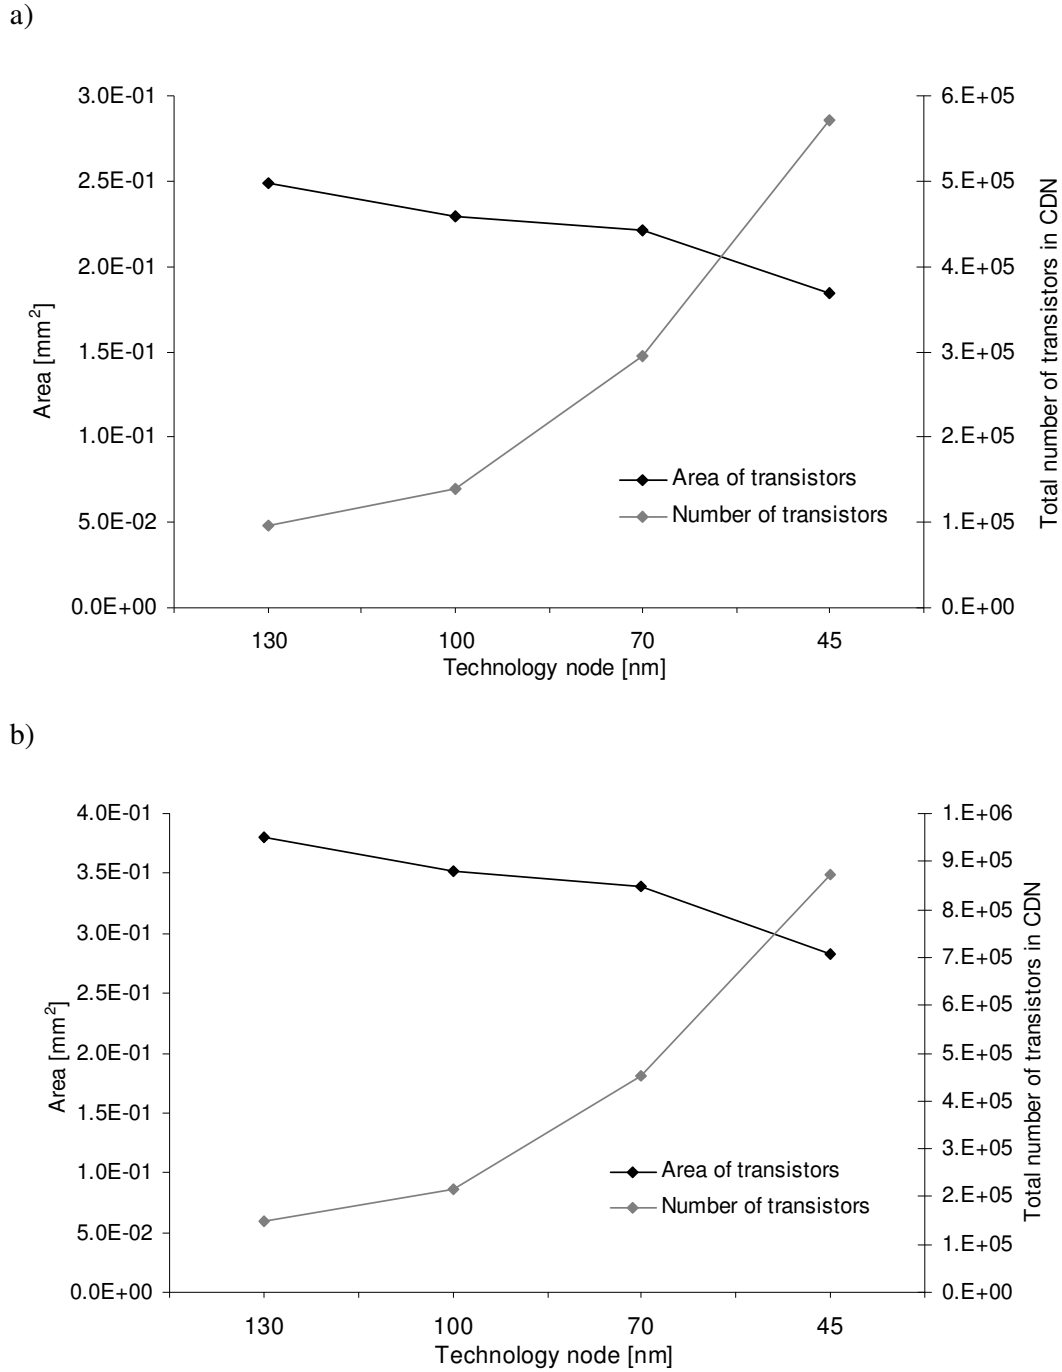 a)
3.0E-01
2.5E-01
2.0E-01
1.5E-01
1.0E-01
5.0E-02
0.0E+00
Area [mm²]
6.E+05
5.E+05
4.E+05
3.E+05
2.E+05
1.E+05
0.E+00
Total number of transistors in CDN
Area of transistors
Number of transistors
130 100 70 45
Technology node [nm]
b)
4.0E-01
3.5E-01
3.0E-01
2.5E-01
2.0E-01
1.5E-01
1.0E-01
5.0E-02
0.0E+00
Area [mm²]
1.E+06
9.E+05
8.E+05
7.E+05
6.E+05
5.E+05
4.E+05
3.E+05
2.E+05
1.E+05
0.E+00
Total number of transistors in CDN
Area of transistors
Number of transistors
130 100 70 45
Technology node [nm]